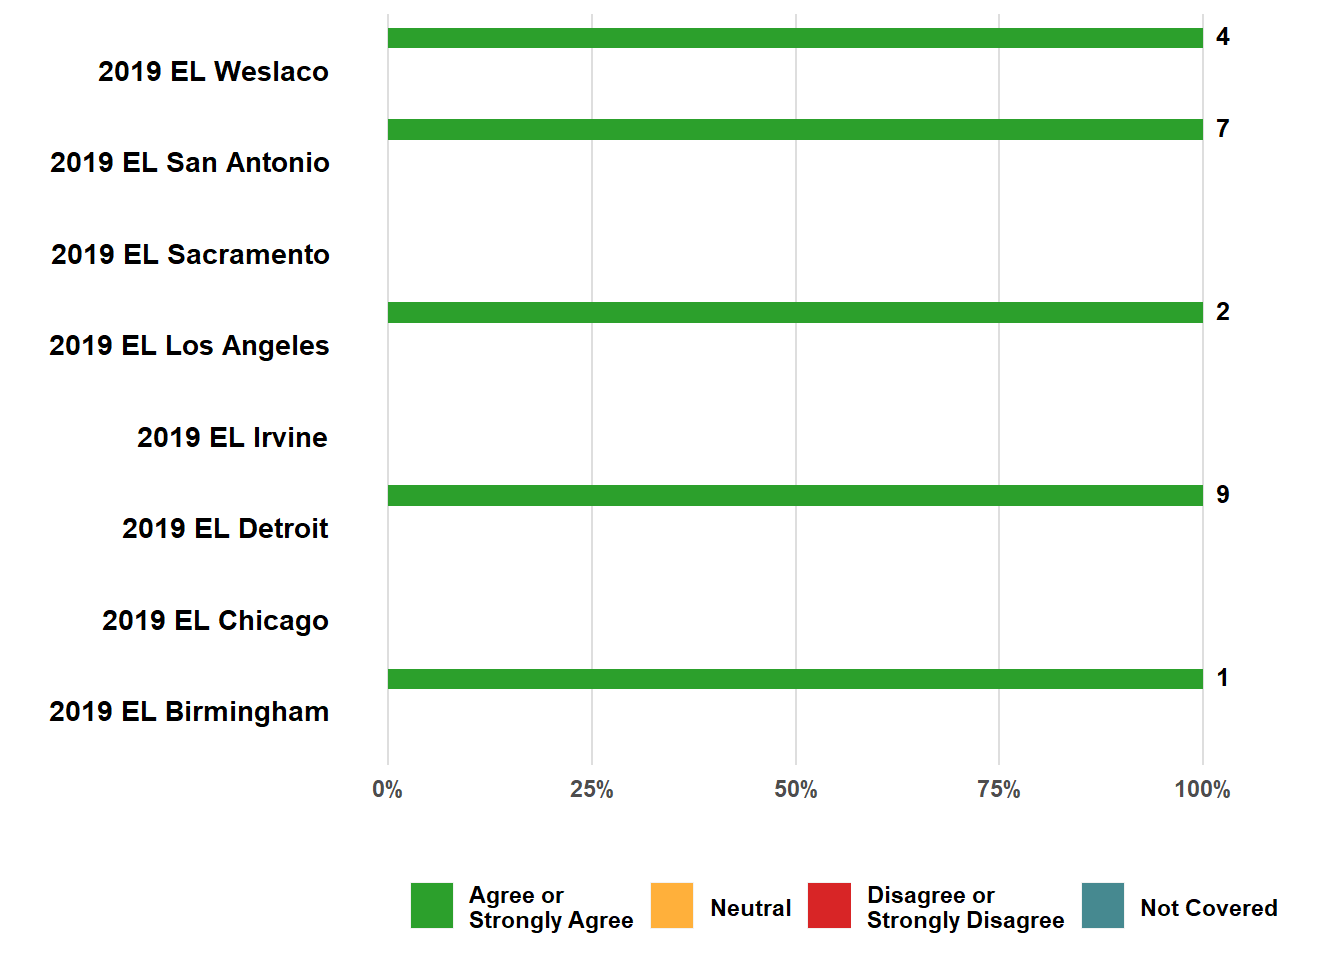 4
2019 EL Weslaco
7
2019 EL San Antonio
2019 EL Sacramento
2
2019 EL Los Angeles
2019 EL Irvine
9
2019 EL Detroit
2019 EL Chicago
1
2019 EL Birmingham
0% 25% 50% 75% 100%
Agree or
Strongly Agree
Neutral
Disagree or
Strongly Disagree
Not Covered